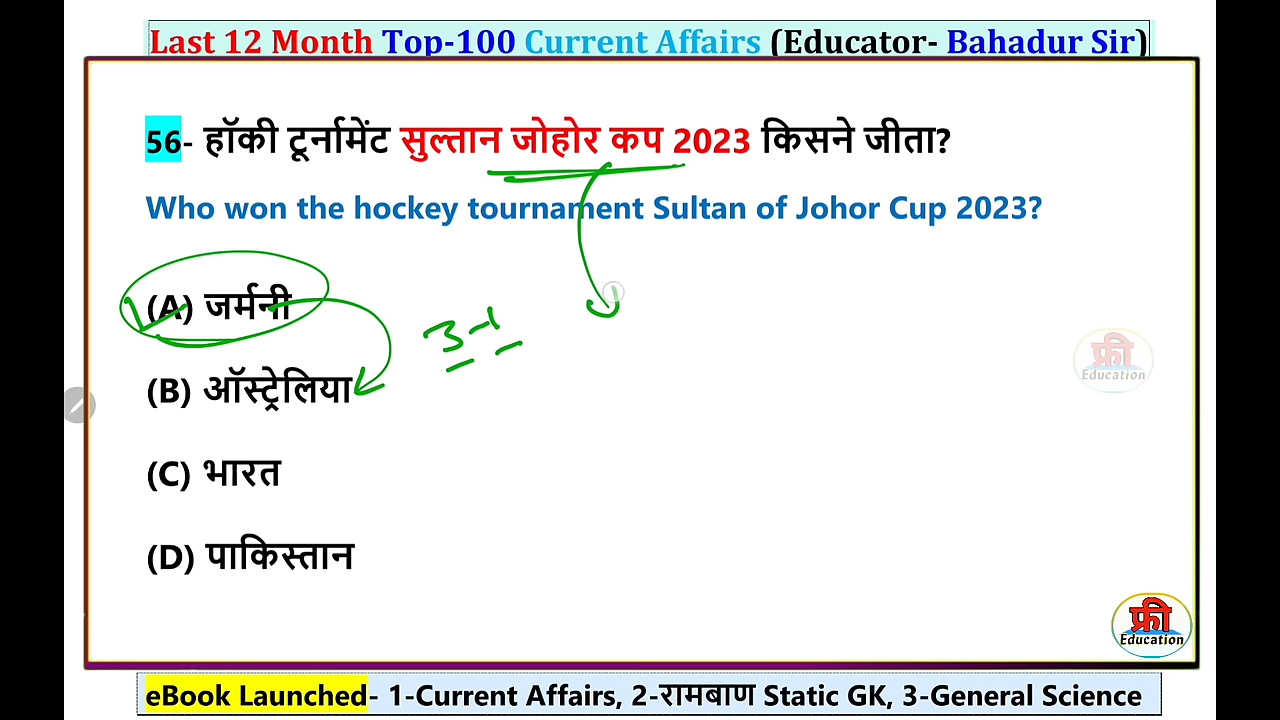 Last 12 Month Top-100 Current Affairs (Educator- Bahadur Sir)
56- हॉकी टूर्नामेंट सुल्तान जोहोर कप 2023 किसने जीता?
Who won the hockey tournament Sultan of Johor Cup 2023?
(A) जर्मनी
3-1
(B) ऑस्ट्रेलिया
फ्री
Education
(C) भारत
(D) पाकिस्तान
फ्री
Education
eBook Launched- 1-Current Affairs, 2-रामबाण Static GK, 3-General Science